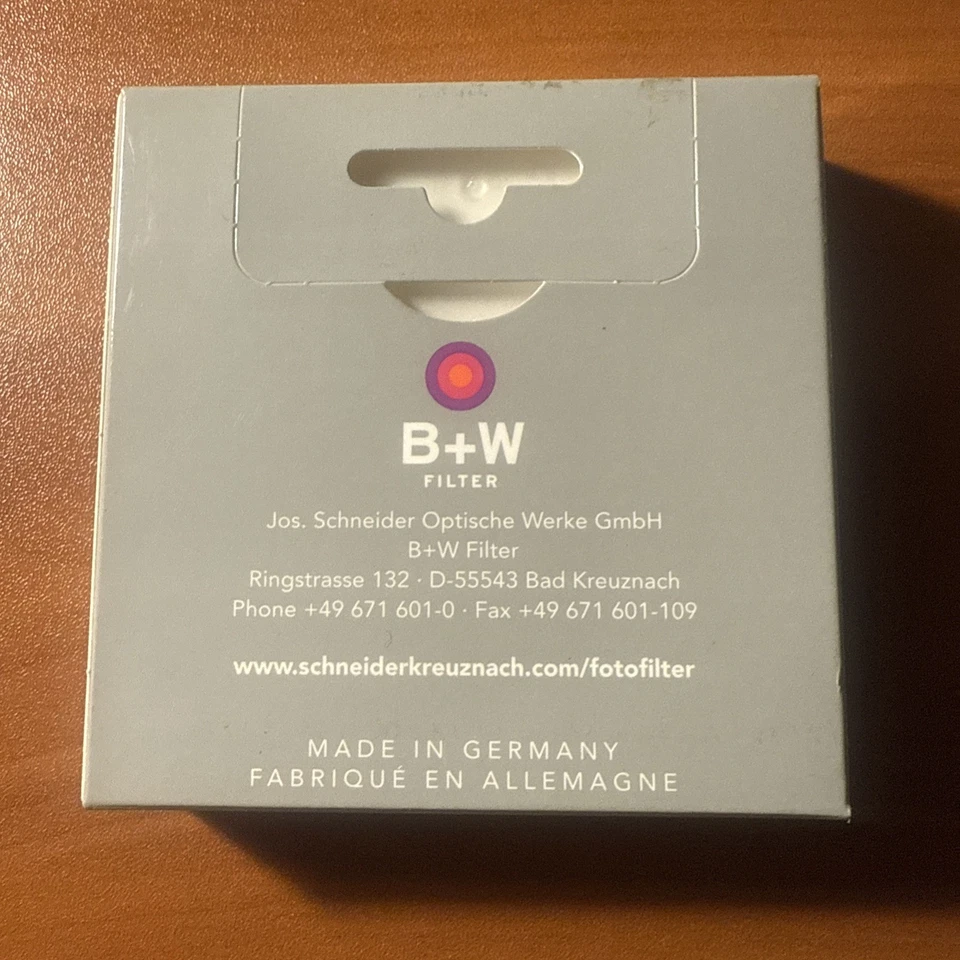 B+W
FILTER
Jos. Schneider Optische Werke GmbH
B+W Filter
Ringstrasse 132 · D-55543 Bad Kreuznach
Phone +49 671 601-0 · Fax +49 671 601-109
www.schneiderkreuznach.com/fotofilter
MADE IN GERMANY
FABRIQUÉ EN ALLEMAGNE